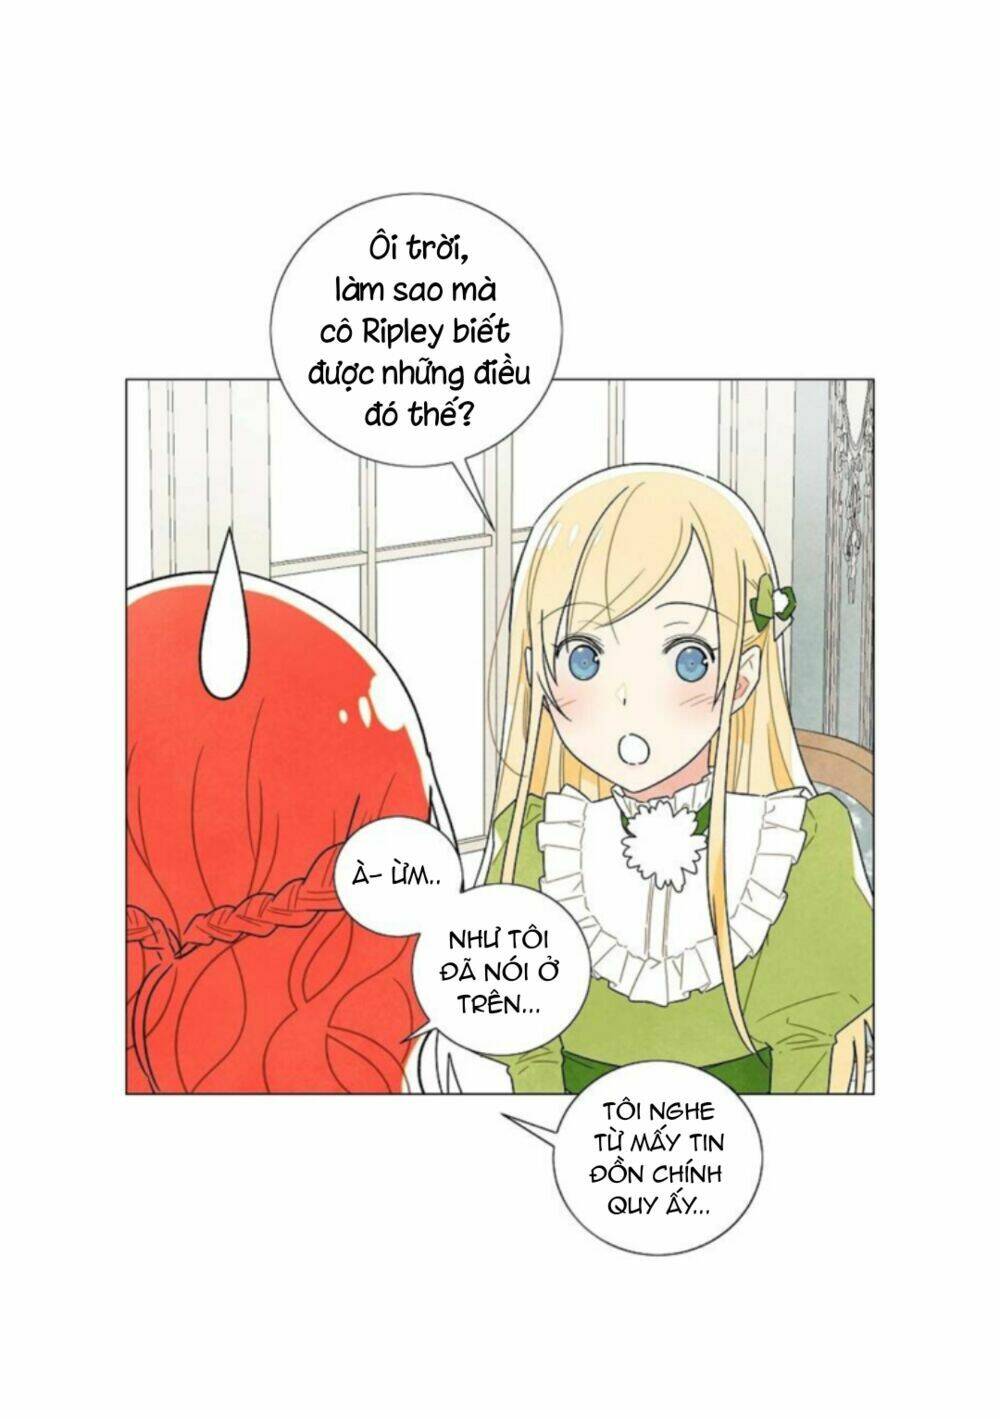 Ôi trời,
làm sao mà
cô Ripley biết
được những điều
đó thế?
À- ỪM..
NHƯ TÔI
ĐÃ NÓI Ở
TRÊN...
TÔI NGHE
TỪ MẤY TIN
ĐỒN CHÍNH
QUY ẤY...